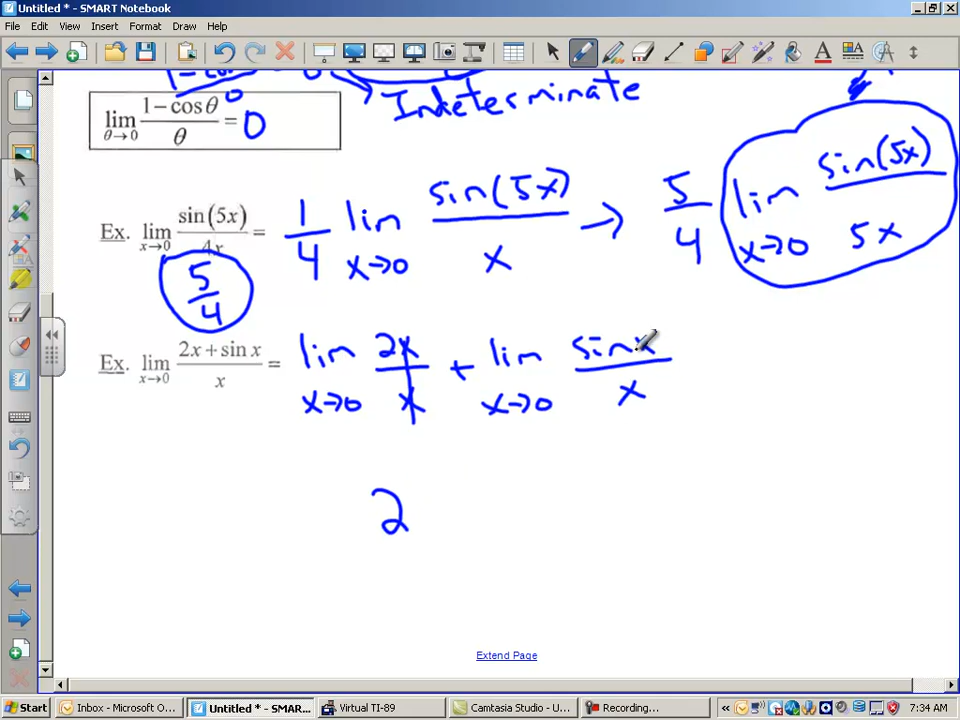 Untitled * - SMART Notebook
File Edit View Insert Format Draw Help
Indeterminate
lim θ→0 (1 − cos θ)/θ = 0
Ex. lim x→0 sin(5x)/4x = 1/4 lim x→0 sin(5x)/x → 5/4 lim x→0 sin(5x)/5x
5/4
Ex. lim x→0 (2x + sin x)/x = lim x→0 2x/x + lim x→0 sinx/x
2
Extend Page
Start Inbox - Microsoft O... Untitled * - SMAR... Virtual TI-89 Camtasia Studio - U... Recording... 7:34 AM